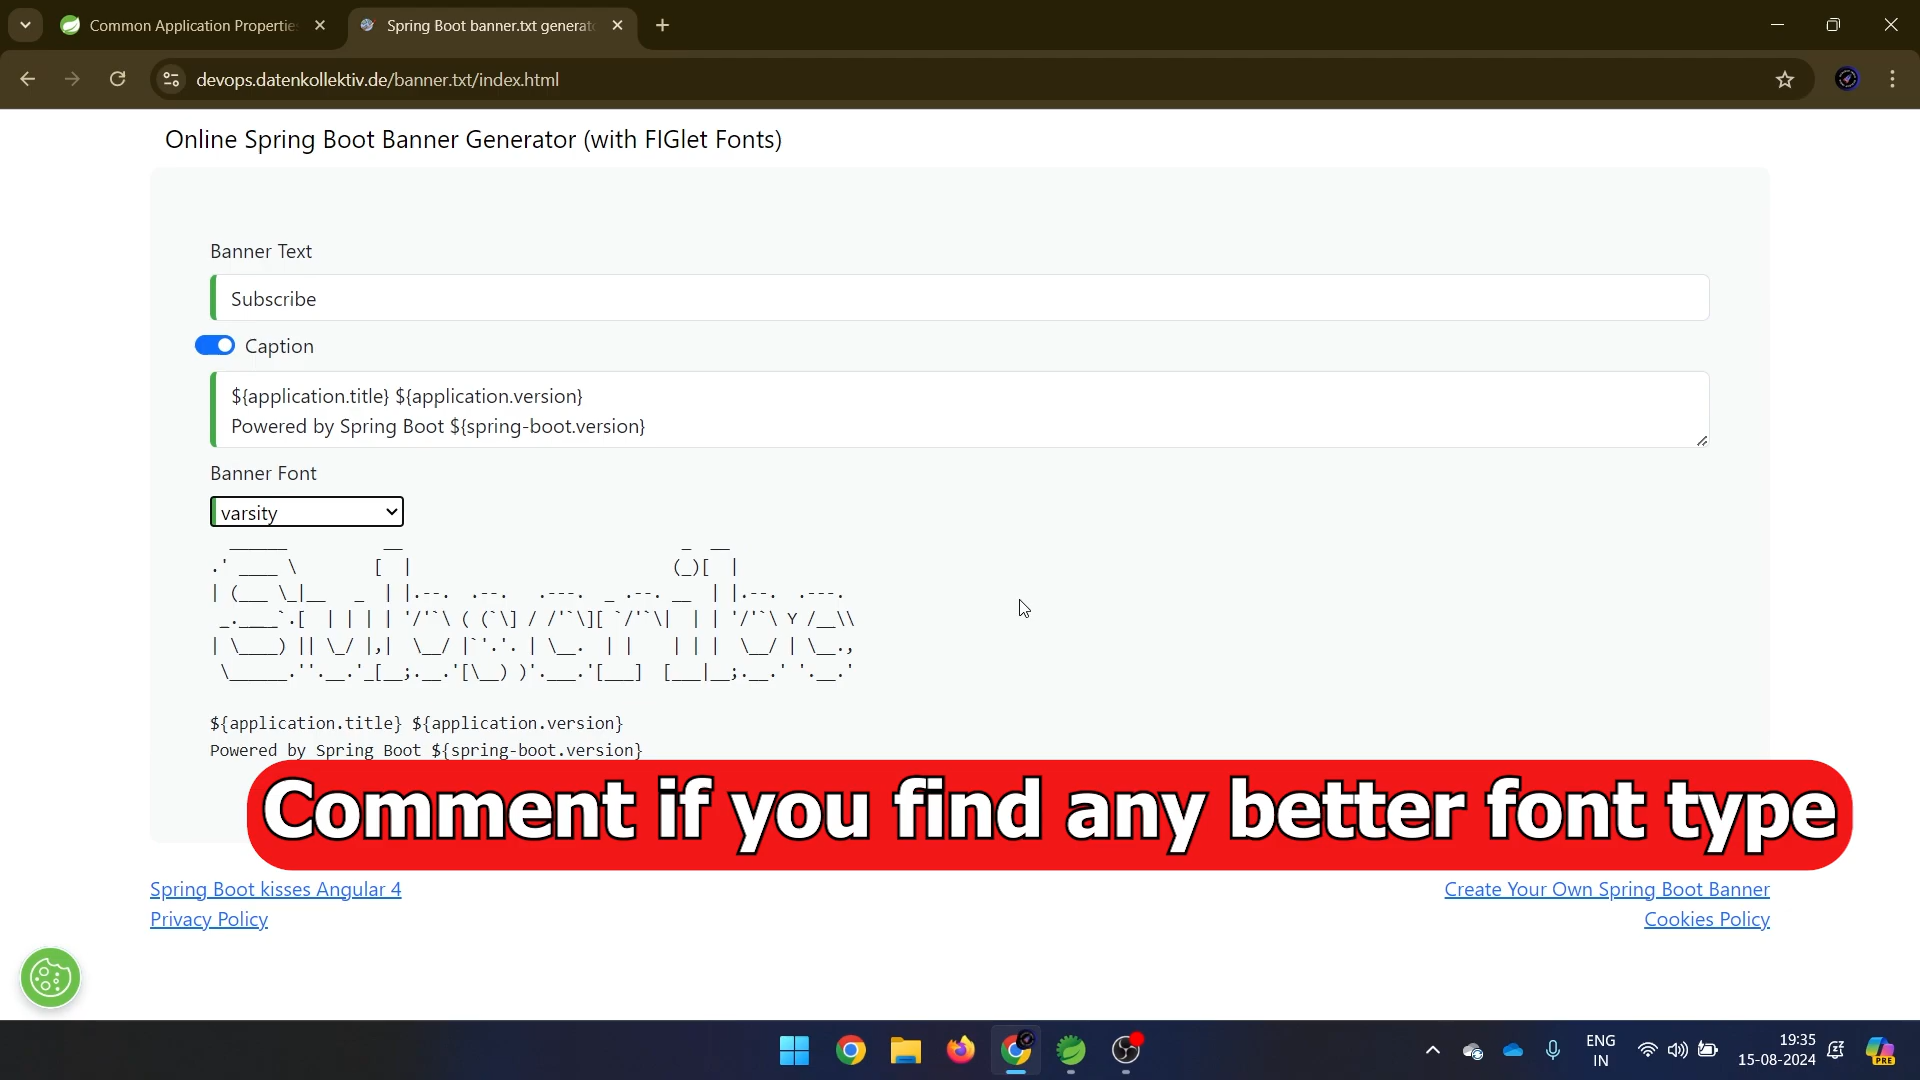 Common Application Properties
Spring Boot banner.txt generat
devops.datenkollektiv.de/banner.txt/index.html
Online Spring Boot Banner Generator (with FIGlet Fonts)
Banner Text
Subscribe
Caption
${application.title} ${application.version}
Powered by Spring Boot ${spring-boot.version}
Banner Font
varsity
Subscribe
${application.title} ${application.version}
Powered by Spring Boot ${spring-boot.version}
Comment if you find any better font type
Spring Boot kisses Angular 4
Create Your Own Spring Boot Banner
Privacy Policy
Cookies Policy
ENG
IN
19:35
15-08-2024
PRE